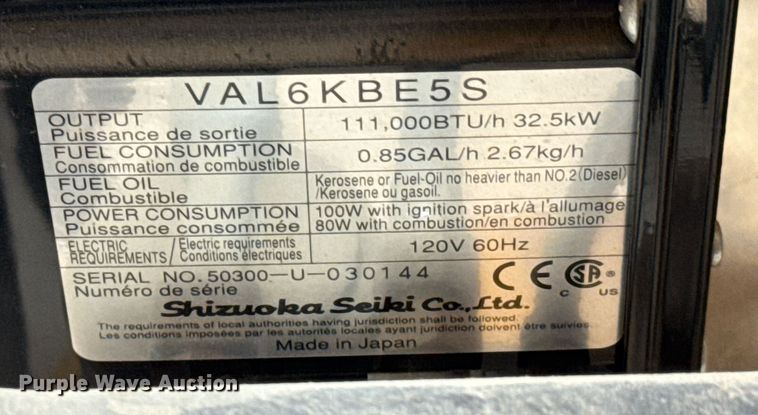 VAL6KBE5S
OUTPUT
Puissance de sortie
111,000BTU/h 32.5kW
FUEL CONSUMPTION
Consommation de combustible
0.85GAL/h 2.67kg/h
FUEL OIL
Combustible
Kerosene or Fuel-Oil no heavier than NO.2(Diesel)
/Kerosène ou gasoil.
POWER CONSUMPTION
Puissance consommée
100W with ignition spark/à l'allumage
80W with combustion/en combustion
ELECTRIC REQUIREMENTS / Electric requirements
Conditions électriques
120V 60Hz
SERIAL NO.50300-U-030144
Numéro de série
CE C SA® C US
Shizuoka Seiki Co.,Ltd.
The requirements of local authorities having jurisdiction shall be followed.
Les conditions imposées par les autorités locales ayant juridiction doivent être suivies
Made in Japan
Purple Wave Auction